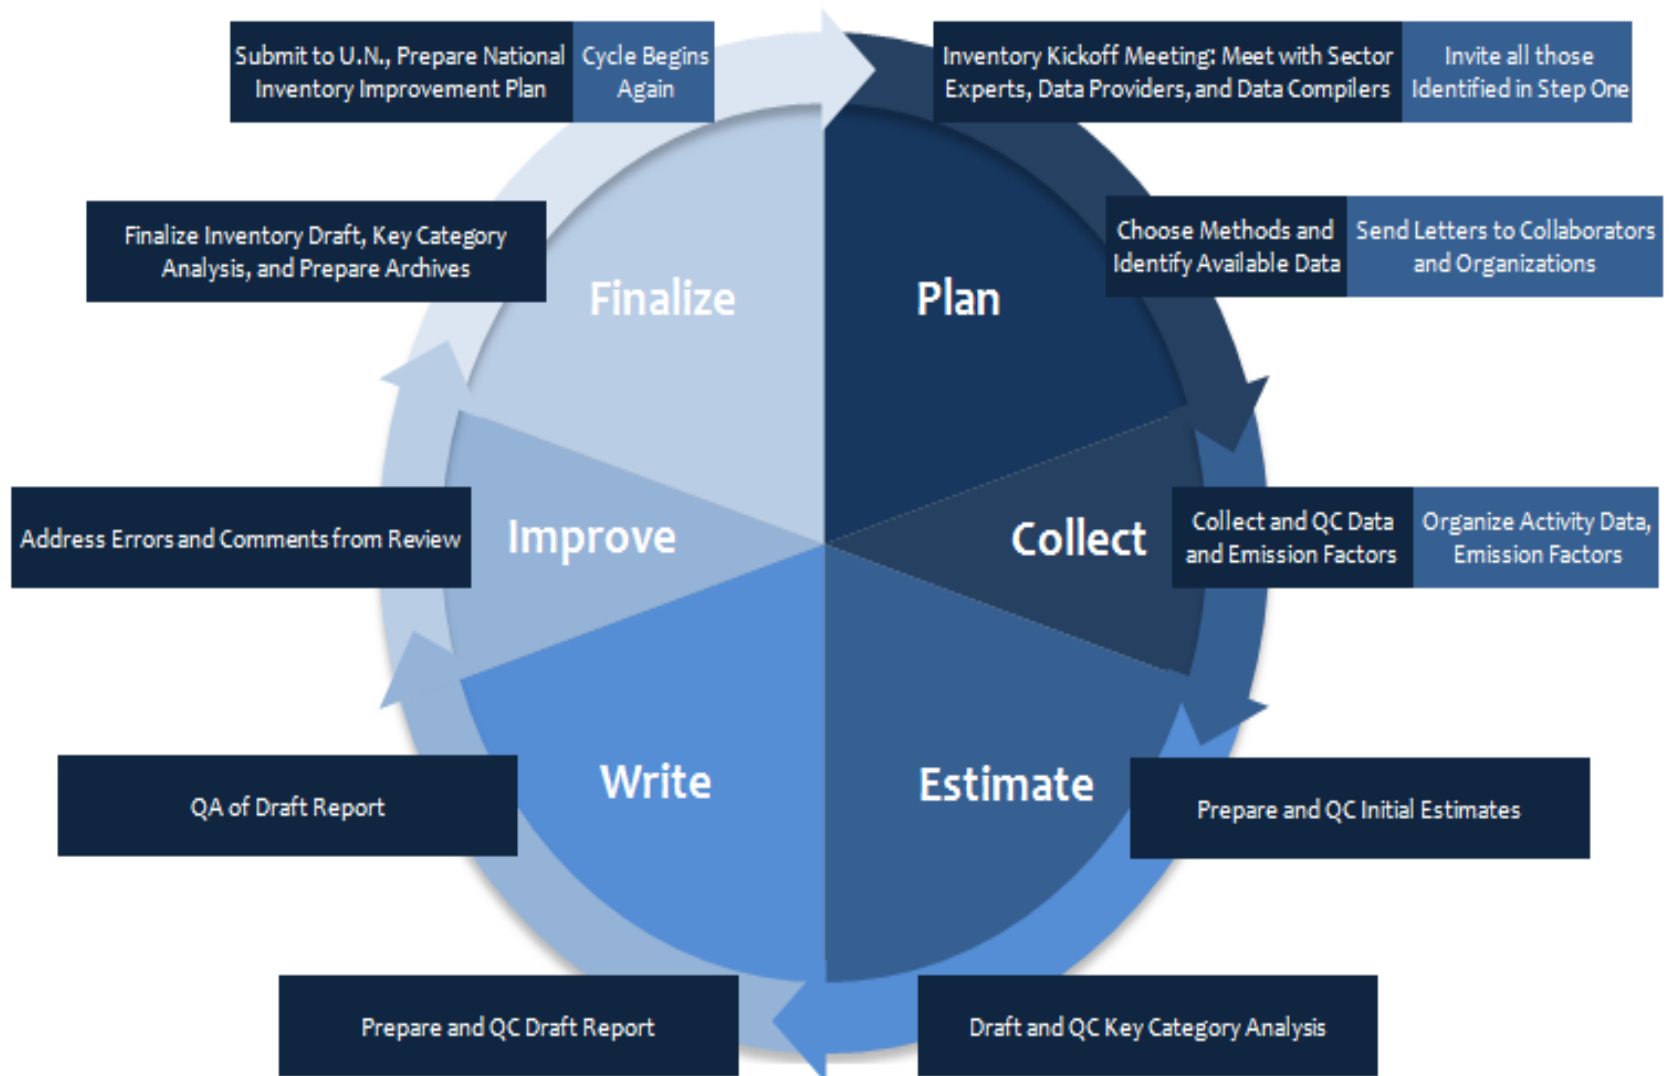 Submit to U.N., Prepare National
Inventory Improvement Plan
Cycle Begins
Again
Inventory Kickoff Meeting: Meet with Sector
Experts, Data Providers, and Data Compilers
Invite all those
Identified in Step One
Choose Methods and
Identify Available Data
Send Letters to Collaborators
and Organizations
Finalize Inventory Draft, Key Category
Analysis, and Prepare Archives
Finalize
Plan
Address Errors and Comments from Review
Improve
Collect
Collect and QC Data
and Emission Factors
Organize Activity Data,
Emission Factors
Write
Estimate
QA of Draft Report
Prepare and QC Initial Estimates
Prepare and QC Draft Report
Draft and QC Key Category Analysis